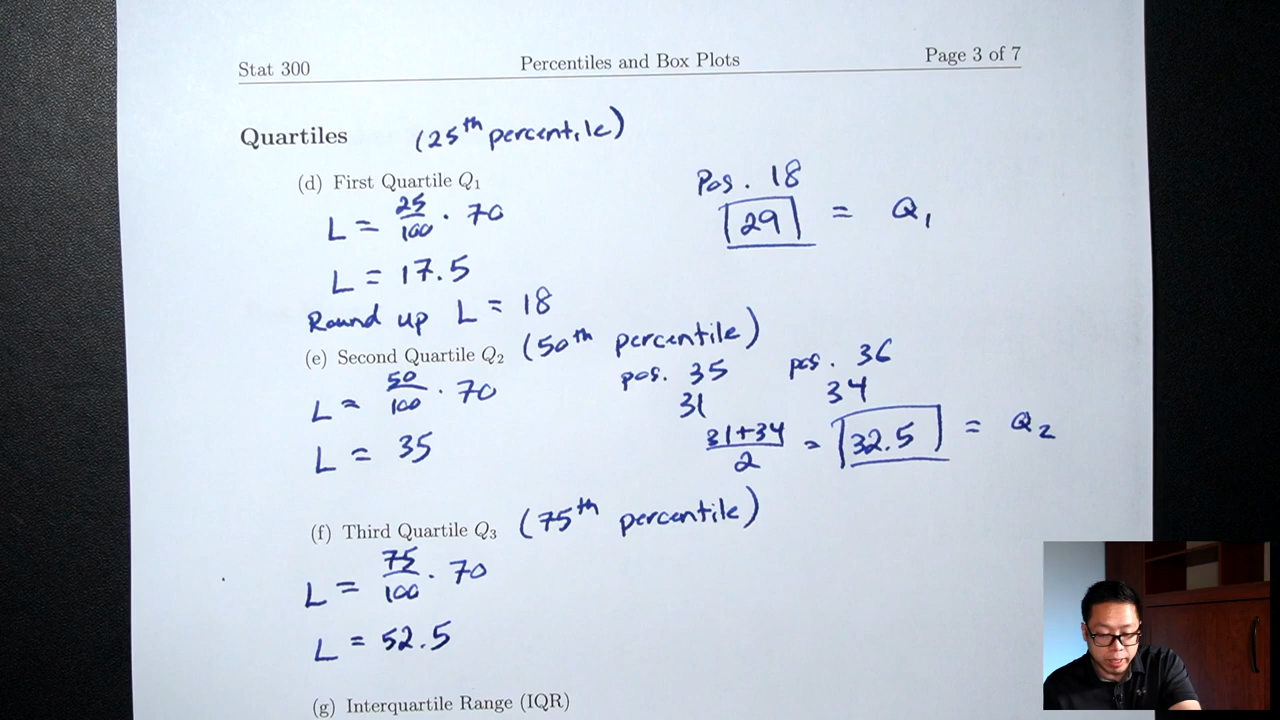 Stat 300 Percentiles and Box Plots Page 3 of 7
Quartiles (25th percentile)
(d) First Quartile Q1
L = 25/100 · 70
L = 17.5
Round up L = 18
Pos. 18
29 = Q1
(e) Second Quartile Q2 (50th percentile)
L = 50/100 · 70
L = 35
pos. 35 pos. 36
31 34
31+34/2 = 32.5 = Q2
(f) Third Quartile Q3 (75th percentile)
L = 75/100 · 70
L = 52.5
(g) Interquartile Range (IQR)